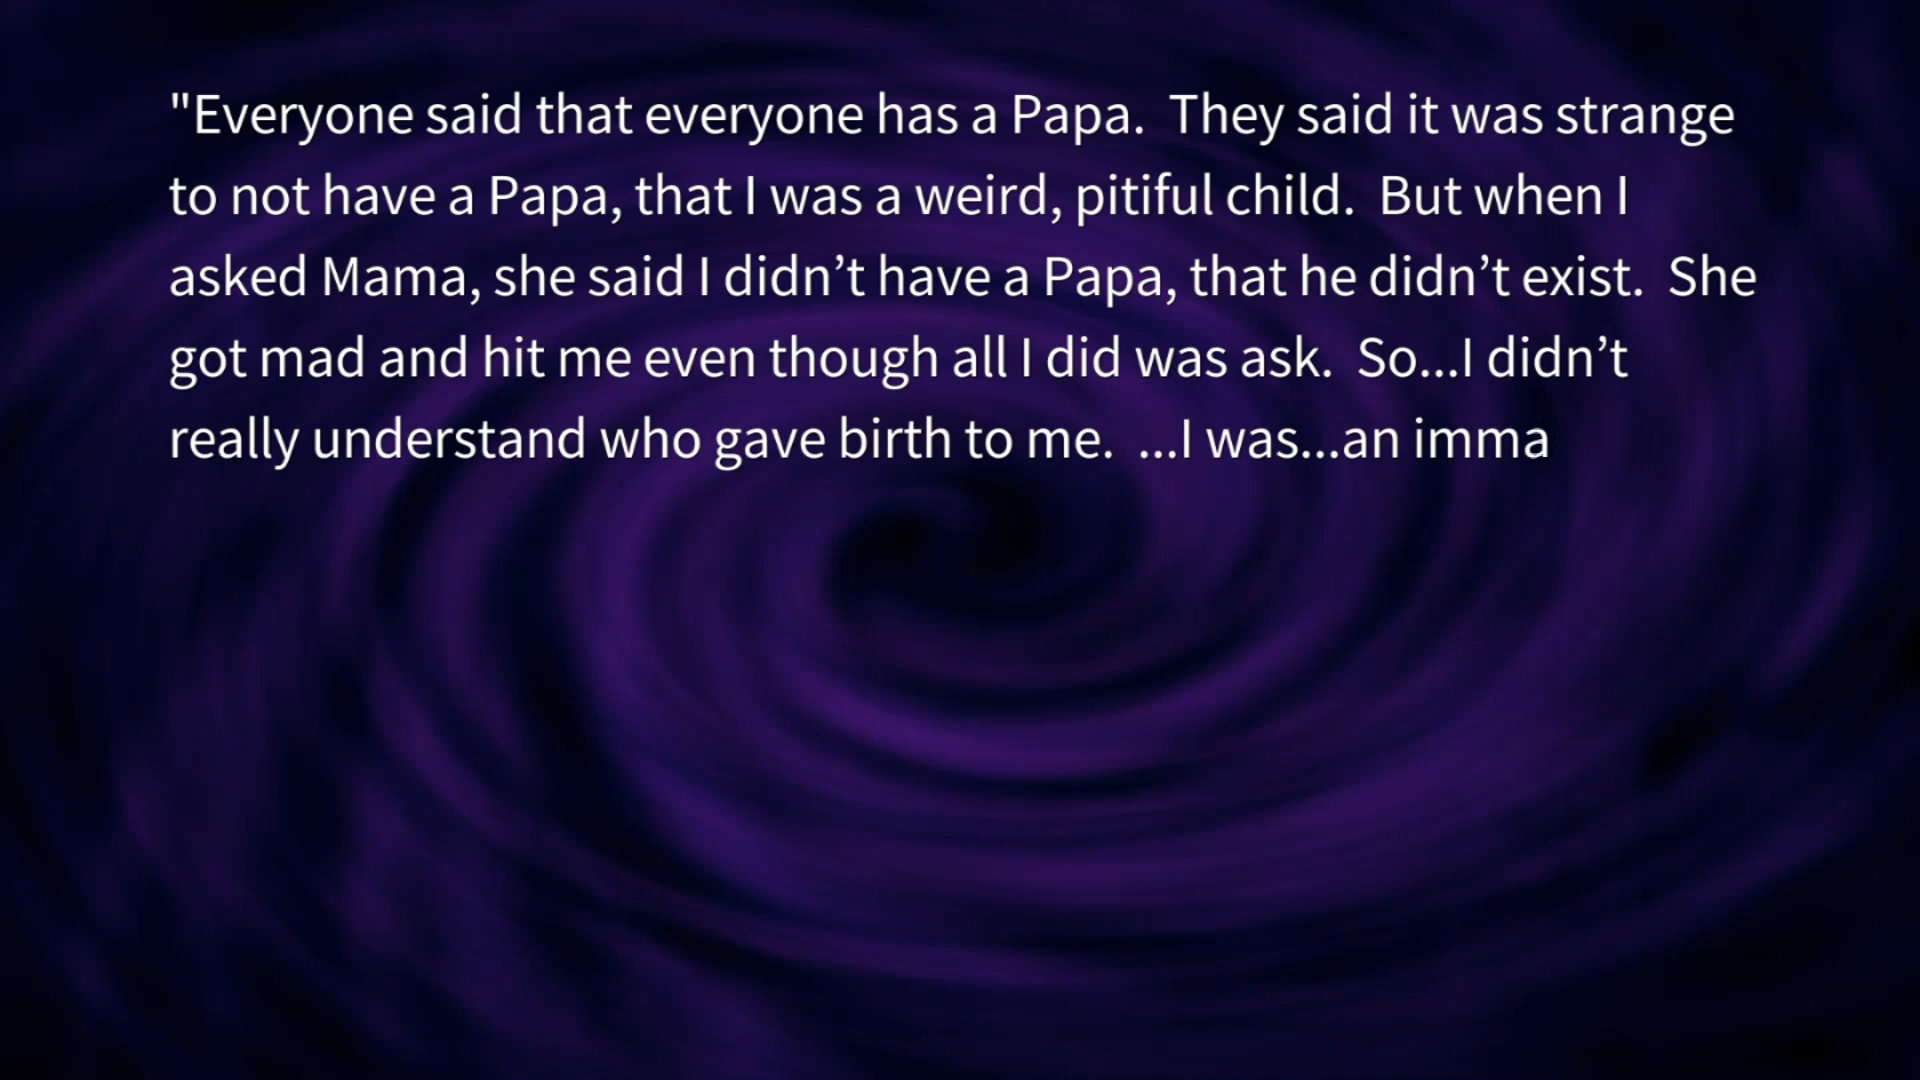 "Everyone said that everyone has a Papa.  They said it was strange
to not have a Papa, that I was a weird, pitiful child.  But when I
asked Mama, she said I didn’t have a Papa, that he didn’t exist.  She
got mad and hit me even though all I did was ask.  So...I didn’t
really understand who gave birth to me.  ...I was...an imma